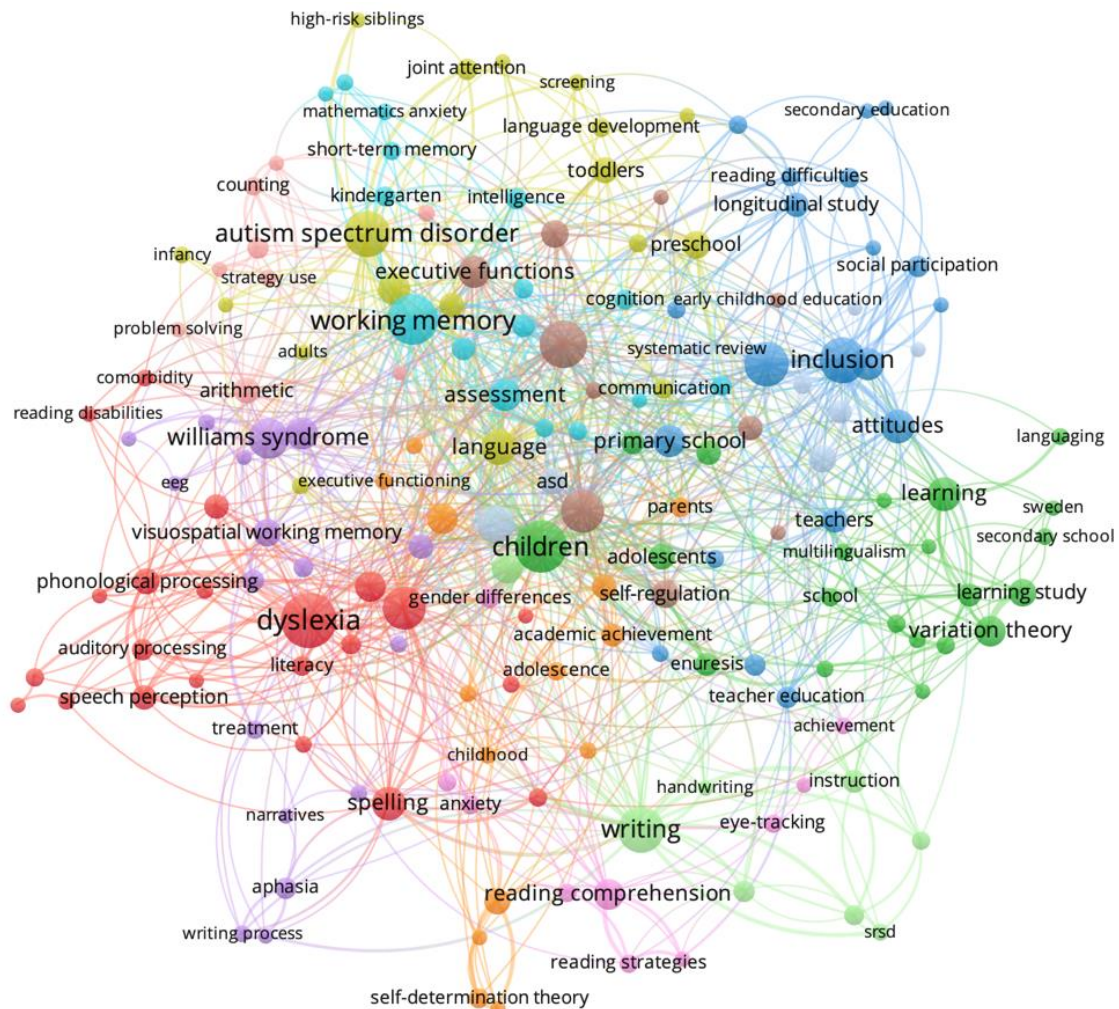 high-risk siblings
joint attention
screening
mathematics anxiety
language development
secondary education
short-term memory
toddlers
reading difficulties
counting
kindergarten
intelligence
longitudinal study
autism spectrum disorder
preschool
infancy
strategy use
executive functions
social participation
cognition
early childhood education
problem solving
working memory
adults
systematic review
inclusion
comorbidity
arithmetic
assessment
communication
reading disabilities
williams syndrome
language
primary school
attitudes
languaging
eeg
executive functioning
asd
learning
visuospatial working memory
parents
teachers
sweden
secondary school
children
adolescents
multilingualism
phonological processing
gender differences
self-regulation
school
learning study
dyslexia
academic achievement
variation theory
auditory processing
literacy
adolescence
enuresis
speech perception
teacher education
treatment
achievement
childhood
handwriting
instruction
spelling
anxiety
narratives
writing
eye-tracking
aphasia
reading comprehension
writing process
srsd
reading strategies
self-determination theory